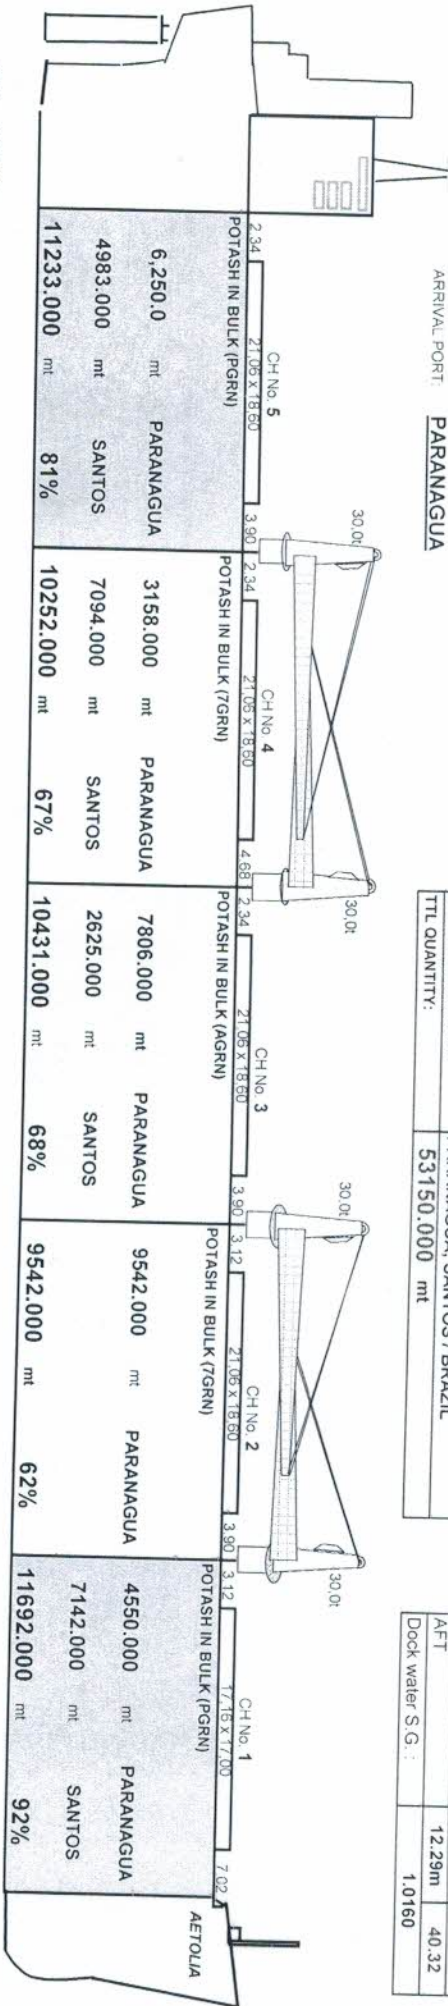 ARRIVAL PORT: PARANAGUA
TTL QUANTITY: 53150.000 mt
AFT 12.29m 40.32
Dock water S.G. : 1.0160
30.0t
30.0t
30.0t
30.0t
CH No. 5
2.34 21.06 x 18.60 3.90
POTASH IN BULK (PGRN)
6,250.0 mt PARANAGUA
4983.000 mt SANTOS
11233.000 mt 81%
CH No. 4
2.34 21.06 x 18.60 4.68
POTASH IN BULK (7GRN)
3158.000 mt PARANAGUA
7094.000 mt SANTOS
10252.000 mt 67%
CH No. 3
2.34 21.06 x 18.60 3.90
POTASH IN BULK (AGRN)
7806.000 mt PARANAGUA
2625.000 mt SANTOS
10431.000 mt 68%
CH No. 2
3.12 21.06 x 18.60 3.90
POTASH IN BULK (7GRN)
9542.000 mt PARANAGUA
9542.000 mt 62%
CH No. 1
3.12 17.16 x 17.00 7.02
POTASH IN BULK (PGRN)
4550.000 mt PARANAGUA
7142.000 mt SANTOS
11692.000 mt 92%
AETOLIA